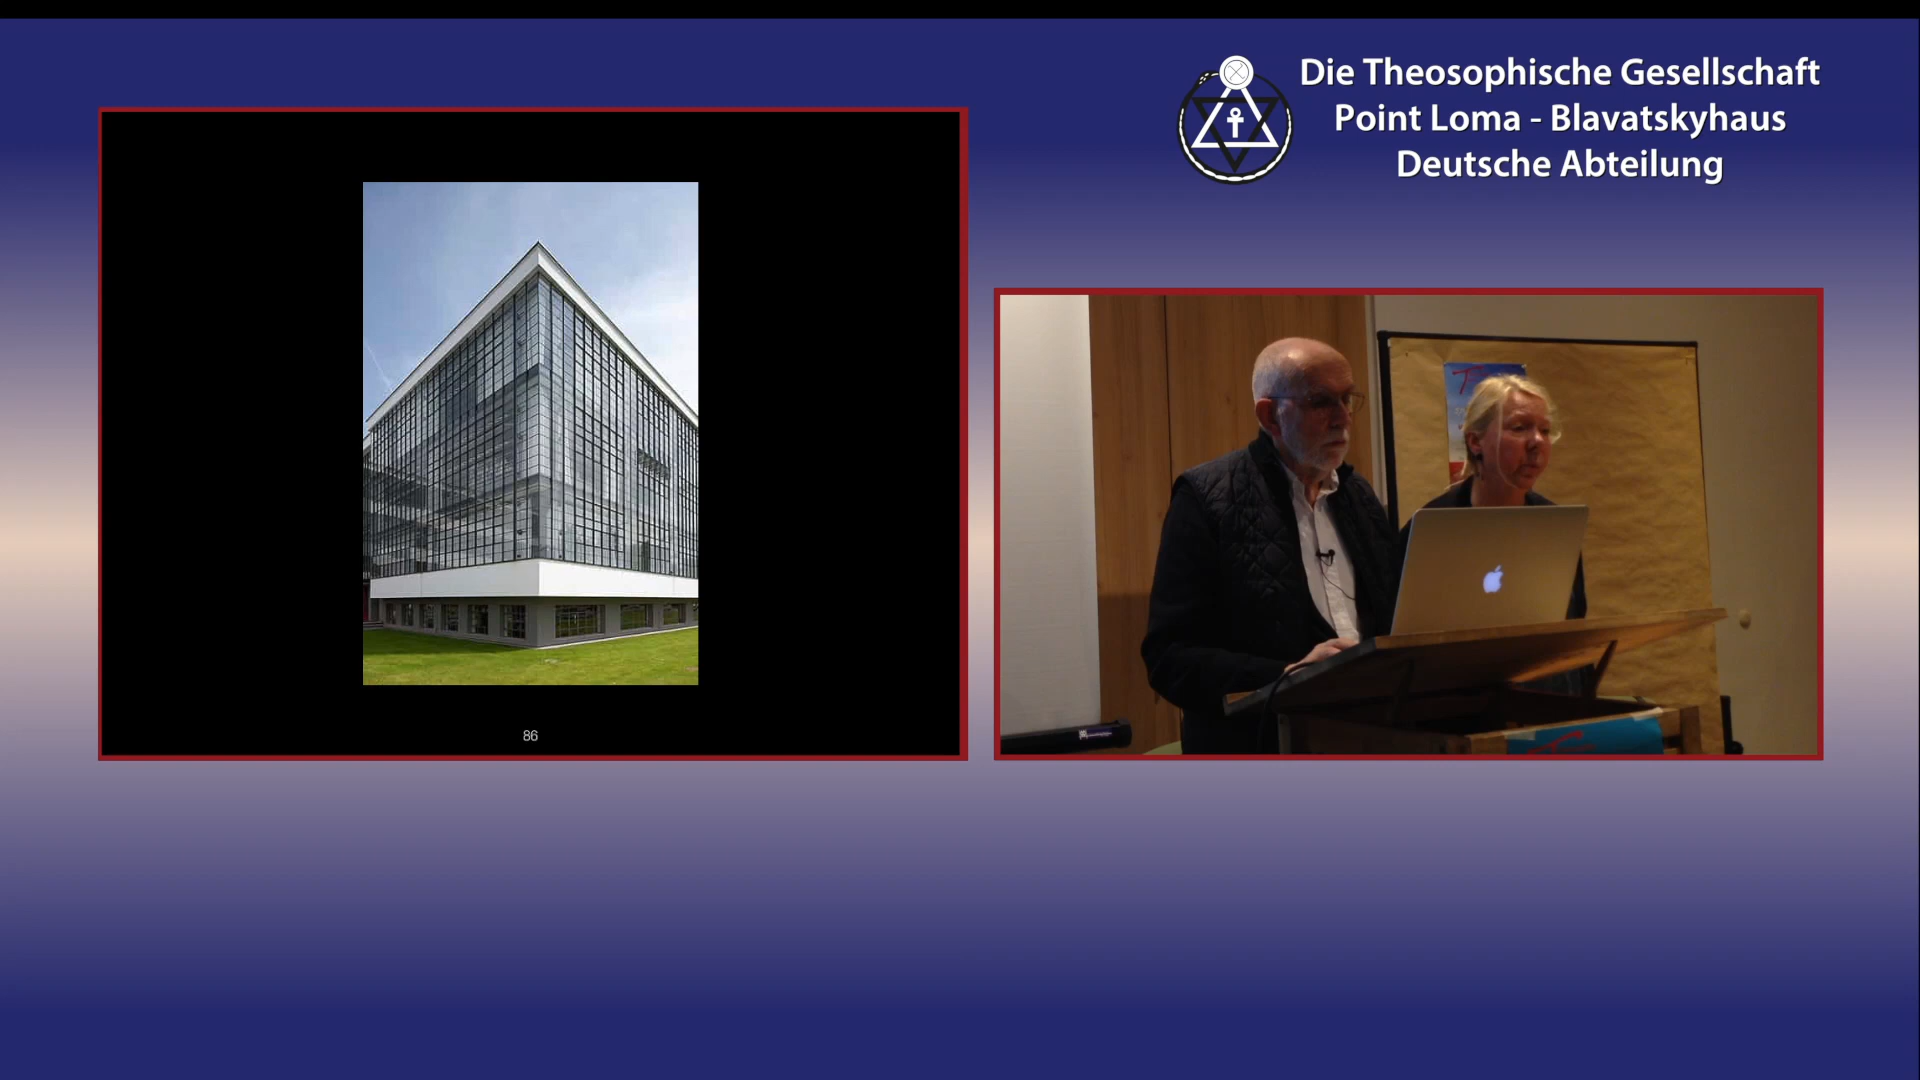 Die Theosophische Gesellschaft
Point Loma - Blavatskyhaus
Deutsche Abteilung
86